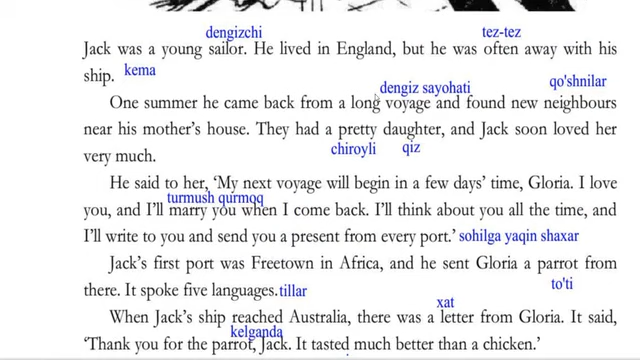 dengizchi tez-tez
Jack was a young sailor. He lived in England, but he was often away with his
ship. kema
dengiz sayohati qo'shnilar
One summer he came back from a long voyage and found new neighbours
near his mother's house. They had a pretty daughter, and Jack soon loved her
very much. chiroyli qiz
He said to her, ‘My next voyage will begin in a few days’ time, Gloria. I love
turmush qurmoq
you, and I’ll marry you when I come back. I’ll think about you all the time, and
I’ll write to you and send you a present from every port.’ sohilga yaqin shaxar
Jack’s first port was Freetown in Africa, and he sent Gloria a parrot from
there. It spoke five languages. tillar to'ti
xat
When Jack’s ship reached Australia, there was a letter from Gloria. It said,
kelganda
‘Thank you for the parrot, Jack. It tasted much better than a chicken.’